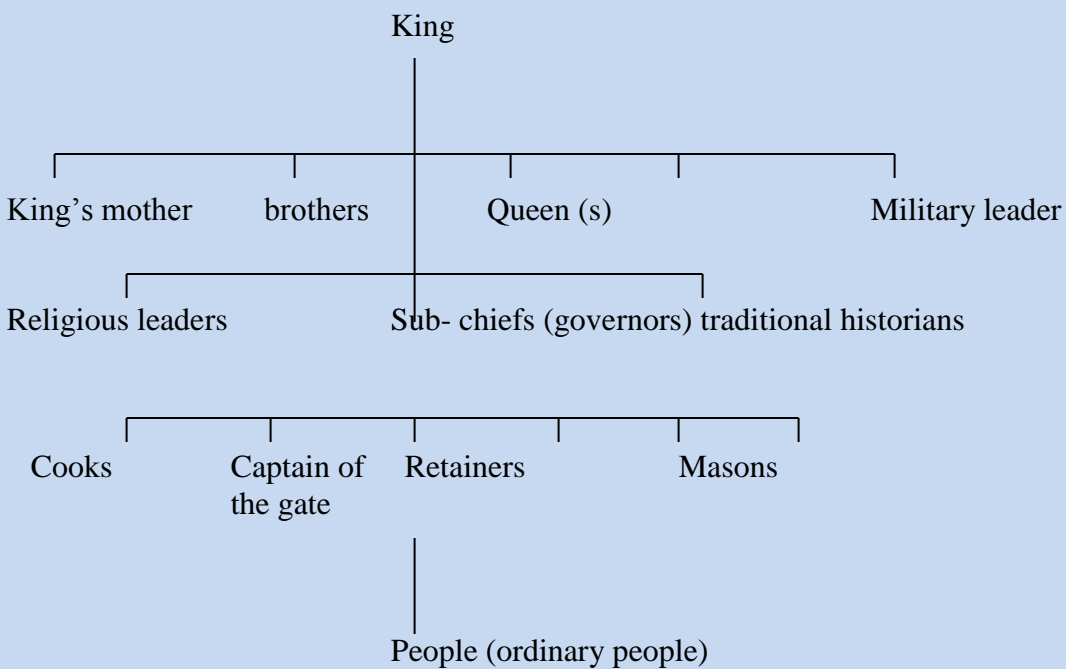 King
King’s mother brothers Queen (s) Military leader
Religious leaders Sub- chiefs (governors) traditional historians
Cooks Captain of Retainers Masons
the gate
People (ordinary people)